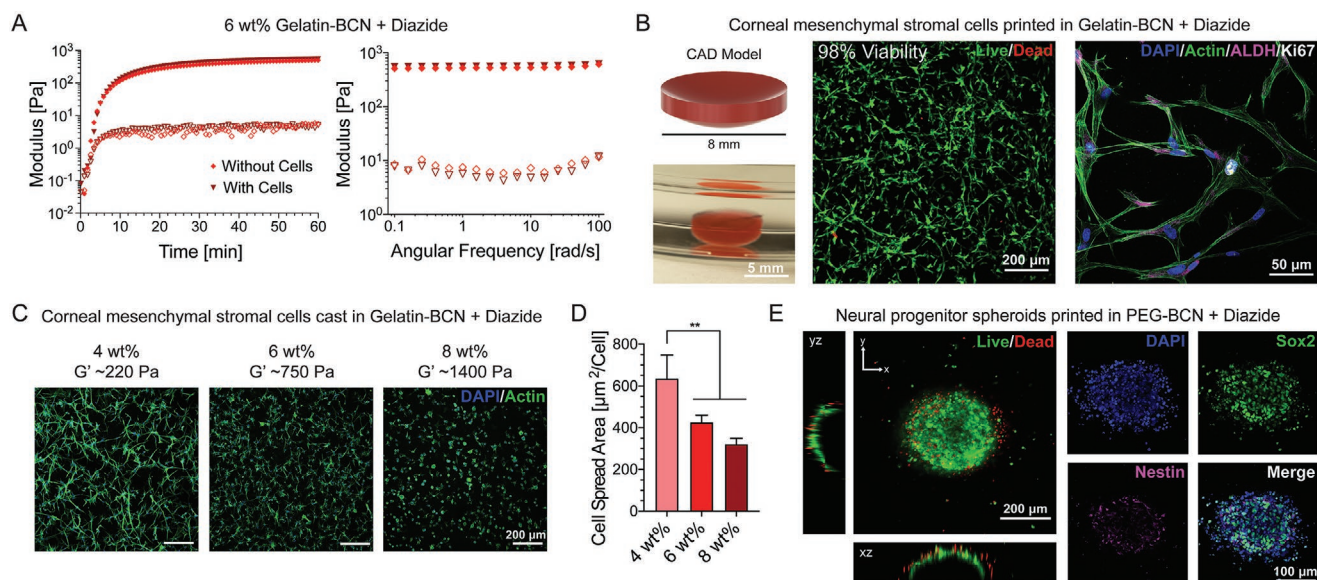 A
6 wt% Gelatin-BCN + Diazide
Modulus [Pa]
10³
10²
10¹
10⁰
10⁻¹
10⁻²
0 10 20 30 40 50 60
Time [min]
Without Cells
With Cells
Modulus [Pa]
10³
10²
10¹
10⁰
0.1 1 10 100
Angular Frequency [rad/s]
B
Corneal mesenchymal stromal cells printed in Gelatin-BCN + Diazide
CAD Model
8 mm
5 mm
98% Viability
Live/Dead
200 µm
DAPI/Actin/ALDH/Ki67
50 µm
C
Corneal mesenchymal stromal cells cast in Gelatin-BCN + Diazide
4 wt%
G' ~220 Pa
6 wt%
G' ~750 Pa
8 wt%
G' ~1400 Pa
DAPI/Actin
200 µm
D
**
Cell Spread Area [µm²/Cell]
800
600
400
200
0
4 wt%
6 wt%
8 wt%
E
Neural progenitor spheroids printed in PEG-BCN + Diazide
yz
y
x
Live/Dead
200 µm
xz
DAPI
Sox2
Nestin
Merge
100 µm